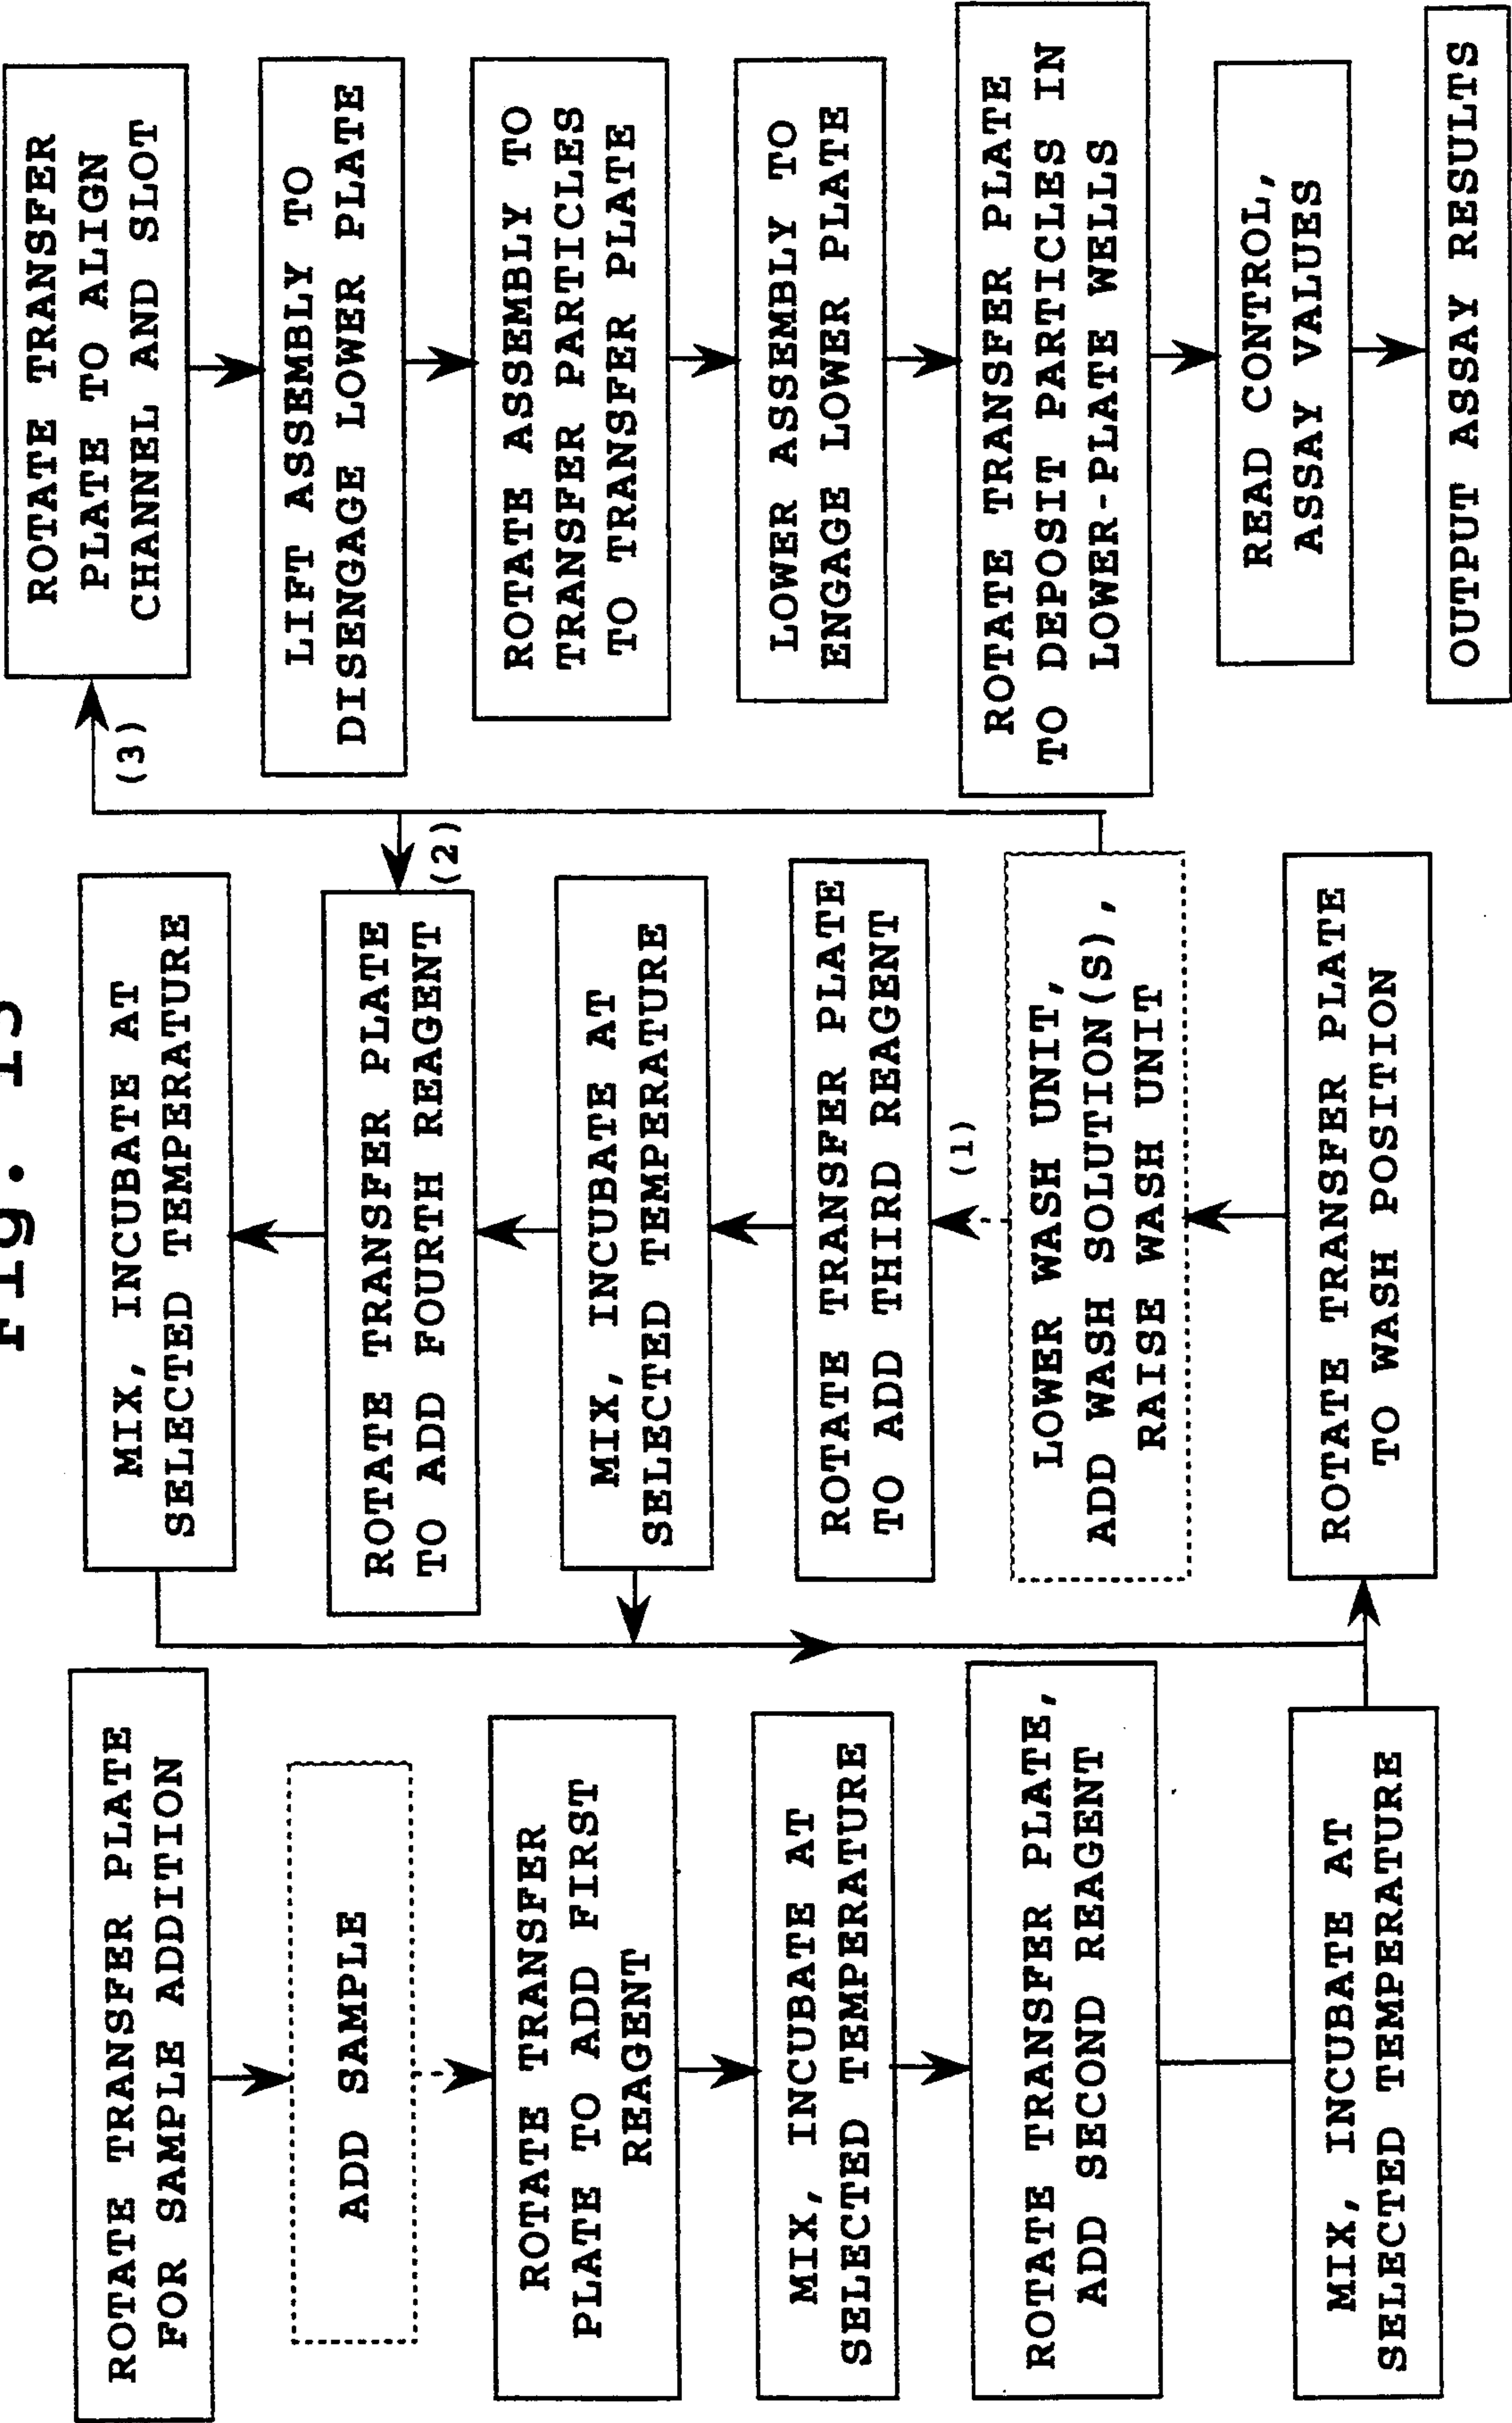 Fig.
ROTATE TRANSFER PLATE
FOR SAMPLE ADDITION
ADD SAMPLE
ROTATE TRANSFER
PLATE TO ADD FIRST
REAGENT
MIX, INCUBATE AT
SELECTED TEMPERATURE
ROTATE TRANSFER PLATE,
ADD SECOND REAGENT
MIX, INCUBATE AT
SELECTED TEMPERATURE
MIX, INCUBATE AT
SELECTED TEMPERATURE
ROTATE TRANSFER PLATE
TO ADD FOURTH REAGENT
(2)
MIX, INCUBATE AT
SELECTED TEMPERATURE
ROTATE TRANSFER PLATE
TO ADD THIRD REAGENT
(1)
LOWER WASH UNIT,
ADD WASH SOLUTION(S),
RAISE WASH UNIT
ROTATE TRANSFER PLATE
TO WASH POSITION
(3)
ROTATE TRANSFER
PLATE TO ALIGN
CHANNEL AND SLOT
LIFT ASSEMBLY TO
DISENGAGE LOWER PLATE
ROTATE ASSEMBLY TO
TRANSFER PARTICLES
TO TRANSFER PLATE
LOWER ASSEMBLY TO
ENGAGE LOWER PLATE
ROTATE TRANSFER PLATE
TO DEPOSIT PARTICLES IN
LOWER-PLATE WELLS
READ CONTROL,
ASSAY VALUES
OUTPUT ASSAY RESULTS